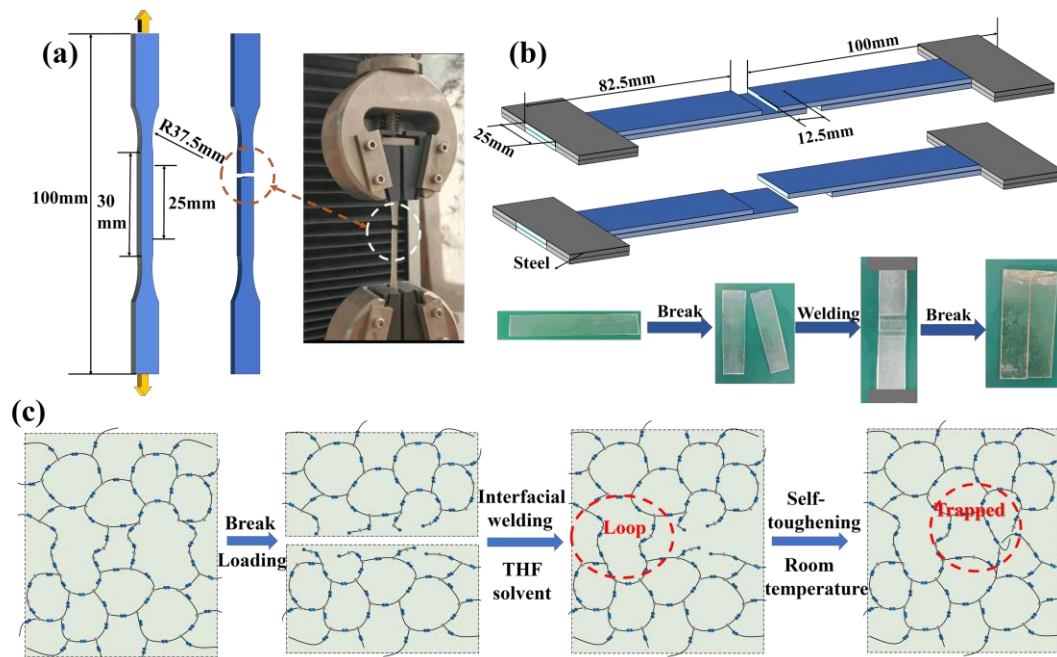 (a)
R37.5mm
100mm
30
mm
25mm
(b)
100mm
82.5mm
25mm
12.5mm
Steel
Break
Welding
Break
(c)
Break
Loading
Interfacial
welding
THF
solvent
Loop
Self-
toughening
Room
temperature
Trapped